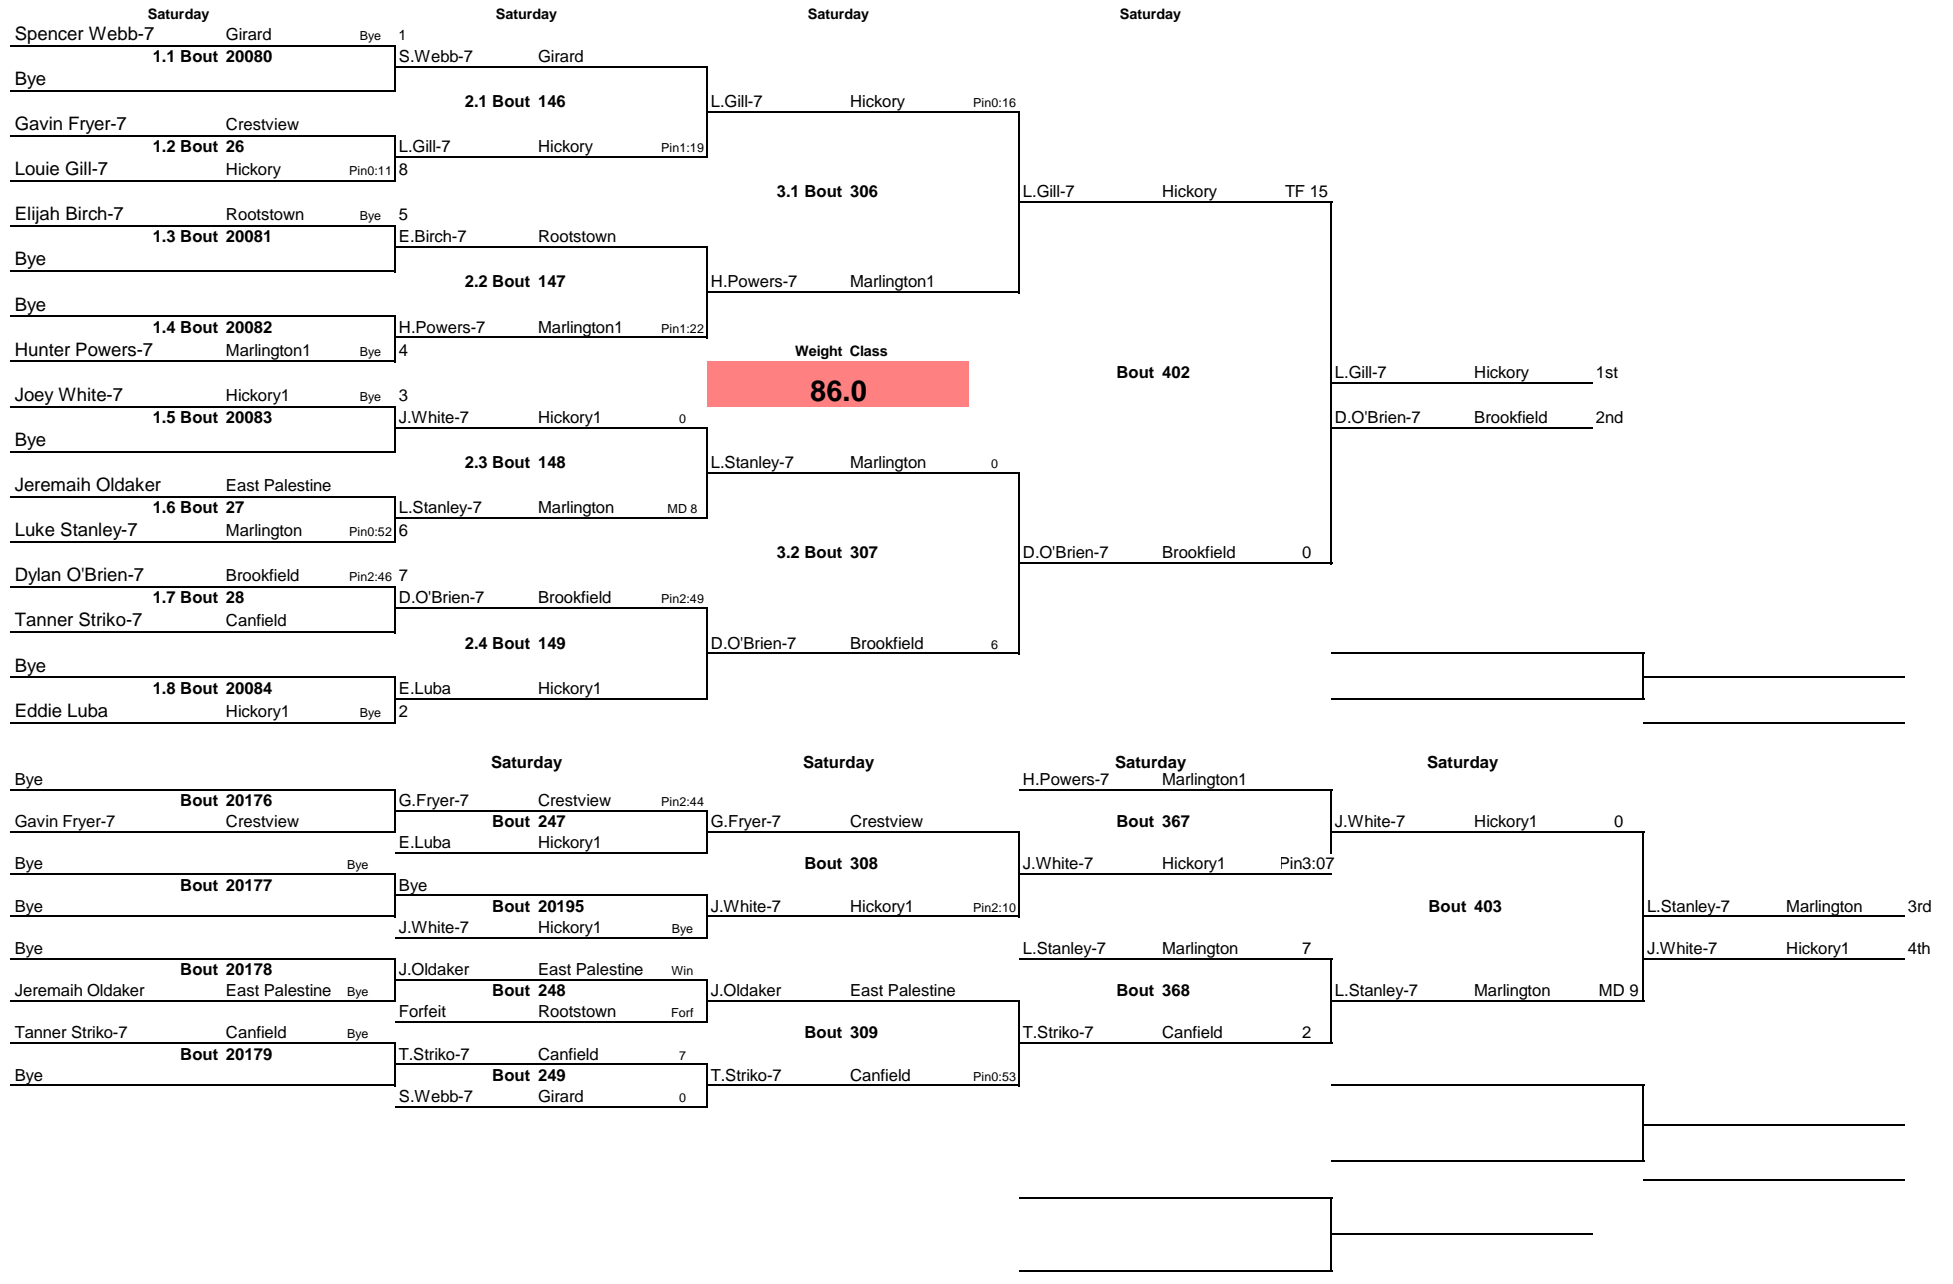 Saturday Saturday Saturday Saturday
Spencer Webb-7 Girard Bye 1
1.1 Bout 20080 S.Webb-7 Girard
Bye
2.1 Bout 146 L.Gill-7 Hickory Pin0:16
Gavin Fryer-7 Crestview
1.2 Bout 26 L.Gill-7 Hickory Pin1:19
Louie Gill-7 Hickory Pin0:11 8
3.1 Bout 306 L.Gill-7 Hickory TF 15
Elijah Birch-7 Rootstown Bye 5
1.3 Bout 20081 E.Birch-7 Rootstown
Bye
2.2 Bout 147 H.Powers-7 Marlington1
Bye
1.4 Bout 20082 H.Powers-7 Marlington1 Pin1:22
Hunter Powers-7 Marlington1 Bye 4 Weight Class
Bout 402 L.Gill-7 Hickory 1st
Joey White-7 Hickory1 Bye 3 86.0
1.5 Bout 20083 J.White-7 Hickory1 0 D.O'Brien-7 Brookfield 2nd
Bye
2.3 Bout 148 L.Stanley-7 Marlington 0
Jeremaih Oldaker East Palestine
1.6 Bout 27 L.Stanley-7 Marlington MD 8
Luke Stanley-7 Marlington Pin0:52 6
3.2 Bout 307 D.O'Brien-7 Brookfield 0
Dylan O'Brien-7 Brookfield Pin2:46 7
1.7 Bout 28 D.O'Brien-7 Brookfield Pin2:49
Tanner Striko-7 Canfield
2.4 Bout 149 D.O'Brien-7 Brookfield 6
Bye
1.8 Bout 20084 E.Luba Hickory1
Eddie Luba Hickory1 Bye 2
Saturday Saturday Saturday Saturday
Bye H.Powers-7 Marlington1
Bout 20176 G.Fryer-7 Crestview Pin2:44
Gavin Fryer-7 Crestview Bout 247 G.Fryer-7 Crestview Bout 367 J.White-7 Hickory1 0
E.Luba Hickory1
Bye Bye Bout 308 J.White-7 Hickory1 Pin3:07
Bout 20177 Bye
Bye Bout 20195 J.White-7 Hickory1 Pin2:10 Bout 403 L.Stanley-7 Marlington 3rd
J.White-7 Hickory1 Bye
Bye L.Stanley-7 Marlington 7 J.White-7 Hickory1 4th
Bout 20178 J.Oldaker East Palestine Win
Jeremaih Oldaker East Palestine Bye Bout 248 J.Oldaker East Palestine Bout 368 L.Stanley-7 Marlington MD 9
Forfeit Rootstown Forf
Tanner Striko-7 Canfield Bye Bout 309 T.Striko-7 Canfield 2
Bout 20179 T.Striko-7 Canfield 7
Bye Bout 249 T.Striko-7 Canfield Pin0:53
S.Webb-7 Girard 0